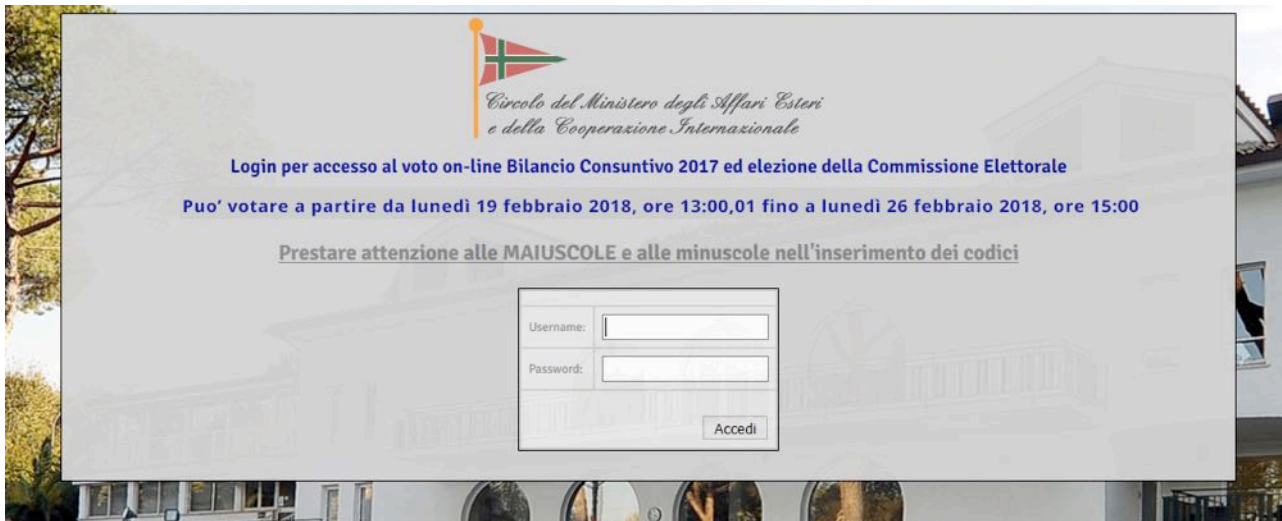 Circolo del Ministero degli Affari Esteri
e della Cooperazione Internazionale
Login per accesso al voto on-line Bilancio Consuntivo 2017 ed elezione della Commissione Elettorale
Puo' votare a partire da lunedì 19 febbraio 2018, ore 13:00,01 fino a lunedì 26 febbraio 2018, ore 15:00
Prestare attenzione alle MAIUSCOLE e alle minuscole nell'inserimento dei codici
Username:
Password:
Accedi